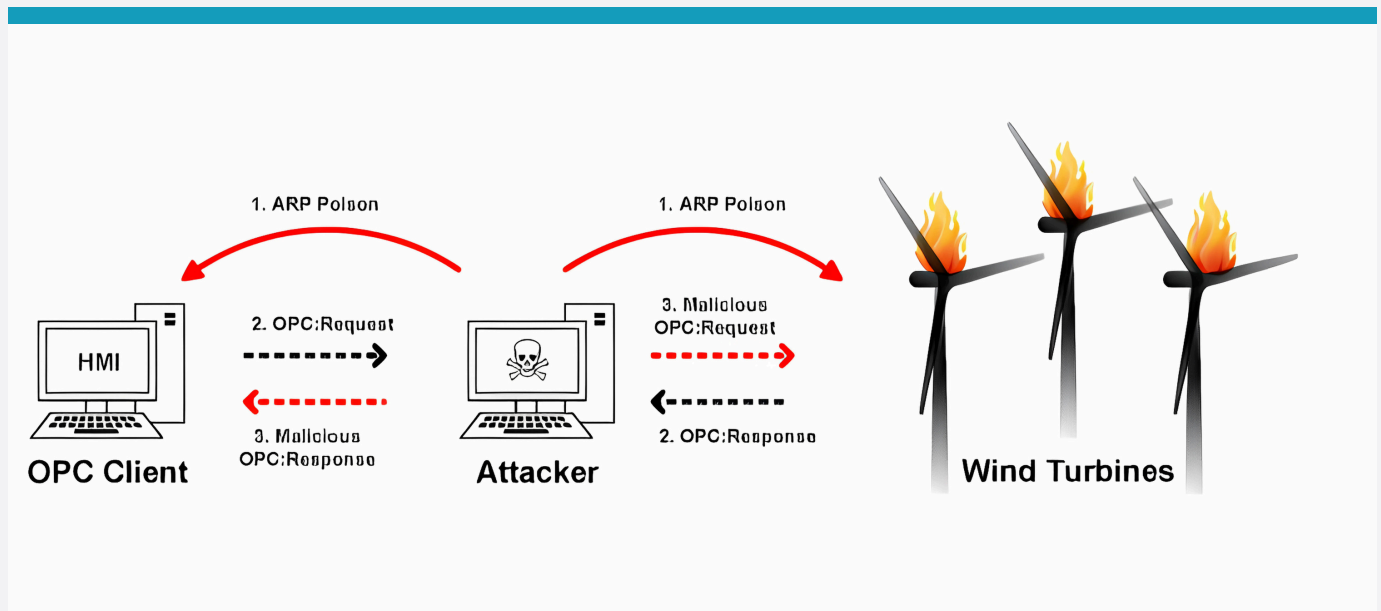 1. ARP Poison
1. ARP Poison
2. OPC:Request
3. Malicious
OPC:Request
HMI
3. Malicious
OPC:Response
2. OPC:Response
OPC Client
Attacker
Wind Turbines